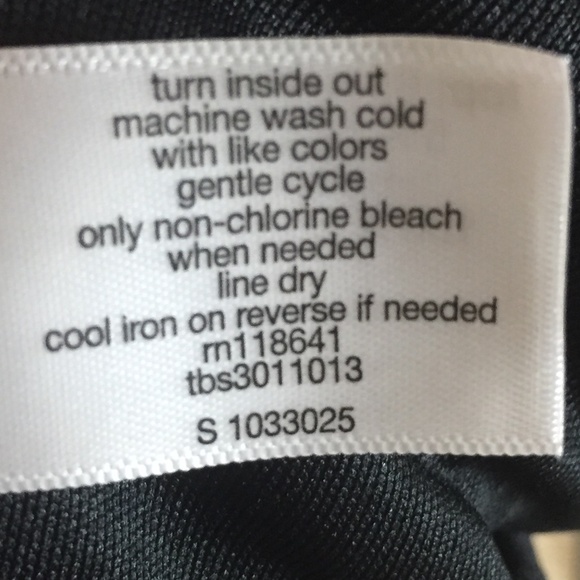 turn inside out
machine wash cold
with like colors
gentle cycle
only non-chlorine bleach
when needed
line dry
cool iron on reverse if needed
rn118641
tbs3011013
S 1033025